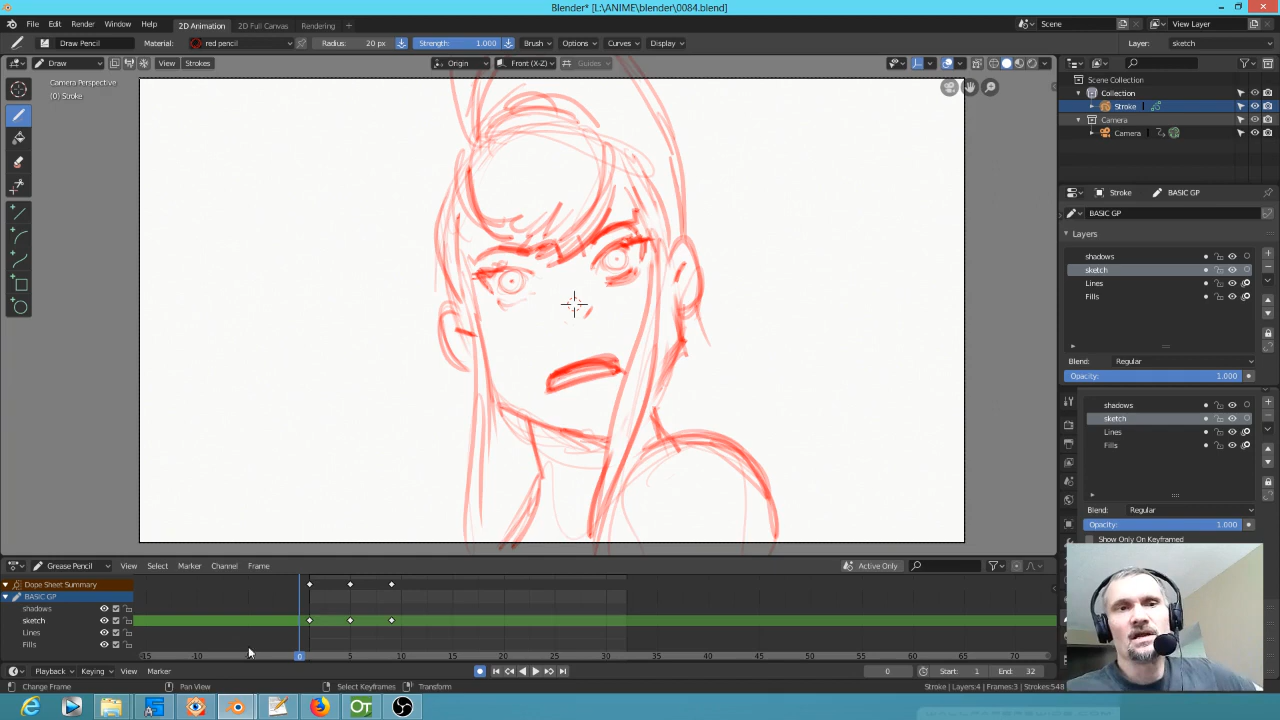 Blender* [L:\ANIME\blender\0084.blend]
File Edit Render Window Help 2D Animation 2D Full Canvas Rendering Scene View Layer
Draw Pencil Material: red pencil Radius: 20 px Strength: 1.000 Brush Options Curves Display Layer: sketch
Draw View Strokes Origin Front (X-Z) Guides
Camera Perspective
(0) Stroke
Scene Collection
Collection
Stroke
Camera
Camera
Stroke BASIC GP
BASIC GP
Layers
shadows
sketch
Lines
Fills
Blend: Regular
Opacity: 1.000
shadows
sketch
Lines
Fills
Blend: Regular
Opacity: 1.000
Show Only On Keyframed
Grease Pencil View Select Marker Channel Frame Active Only
Dope Sheet Summary
BASIC GP
shadows
sketch
Lines
Fills
-15 -10 0 5 10 15 20 25 30 35 40 45 50 55 60 65 70
Playback Keying View Marker 0 Start: 1 End: 32
Change Frame Pan View Select Keyframes Transform Stroke | Layers:4 | Frames:3 | Strokes:548
OT